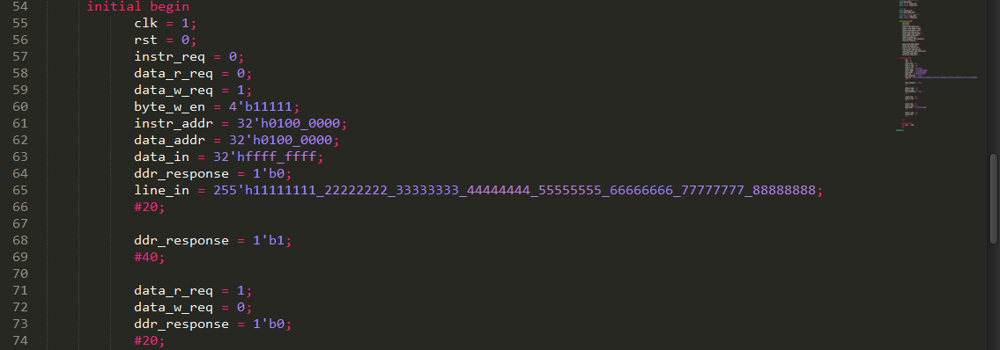 54 initial begin
55 clk = 1;
56 rst = 0;
57 instr_req = 0;
58 data_r_req = 0;
59 data_w_req = 1;
60 byte_w_en = 4'b11111;
61 instr_addr = 32'h0100_0000;
62 data_addr = 32'h0100_0000;
63 data_in = 32'hffff_ffff;
64 ddr_response = 1'b0;
65 line_in = 255'h11111111_22222222_33333333_44444444_55555555_66666666_77777777_88888888;
66 #20;
67
68 ddr_response = 1'b1;
69 #40;
70
71 data_r_req = 1;
72 data_w_req = 0;
73 ddr_response = 1'b0;
74 #20;